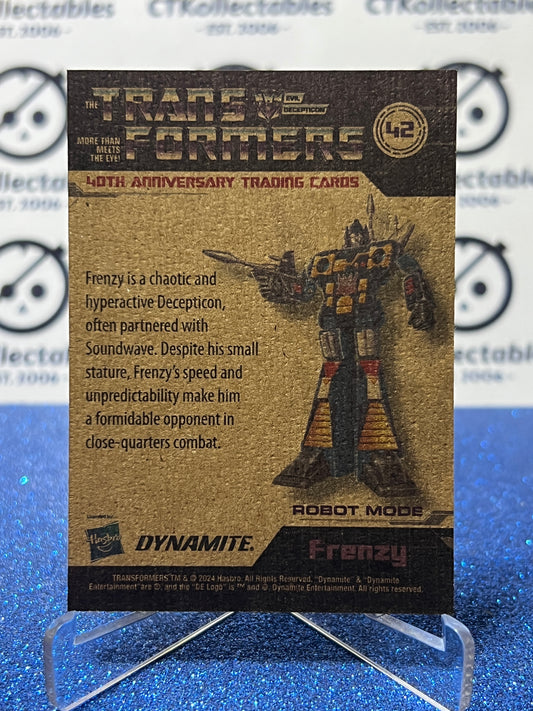 CTKollectables
EST. 2006
THE TRANSFORMERS
EVIL
DECEPTICON
MORE THAN
MEETS
THE EYE!
42
40TH ANNIVERSARY TRADING CARDS
Frenzy is a chaotic and
hyperactive Decepticon,
often partnered with
Soundwave. Despite his small
stature, Frenzy's speed and
unpredictability make him
a formidable opponent in
close-quarters combat.
ROBOT MODE
Hasbro
DYNAMITE.
Frenzy
TRANSFORMERS TM & © 2024 Hasbro. All Rights Reserved. "Dynamite" & "Dynamite
Entertainment" are ®, and the "DE Logo" is ™ and ©. Dynamite Entertainment. All rights reserved.